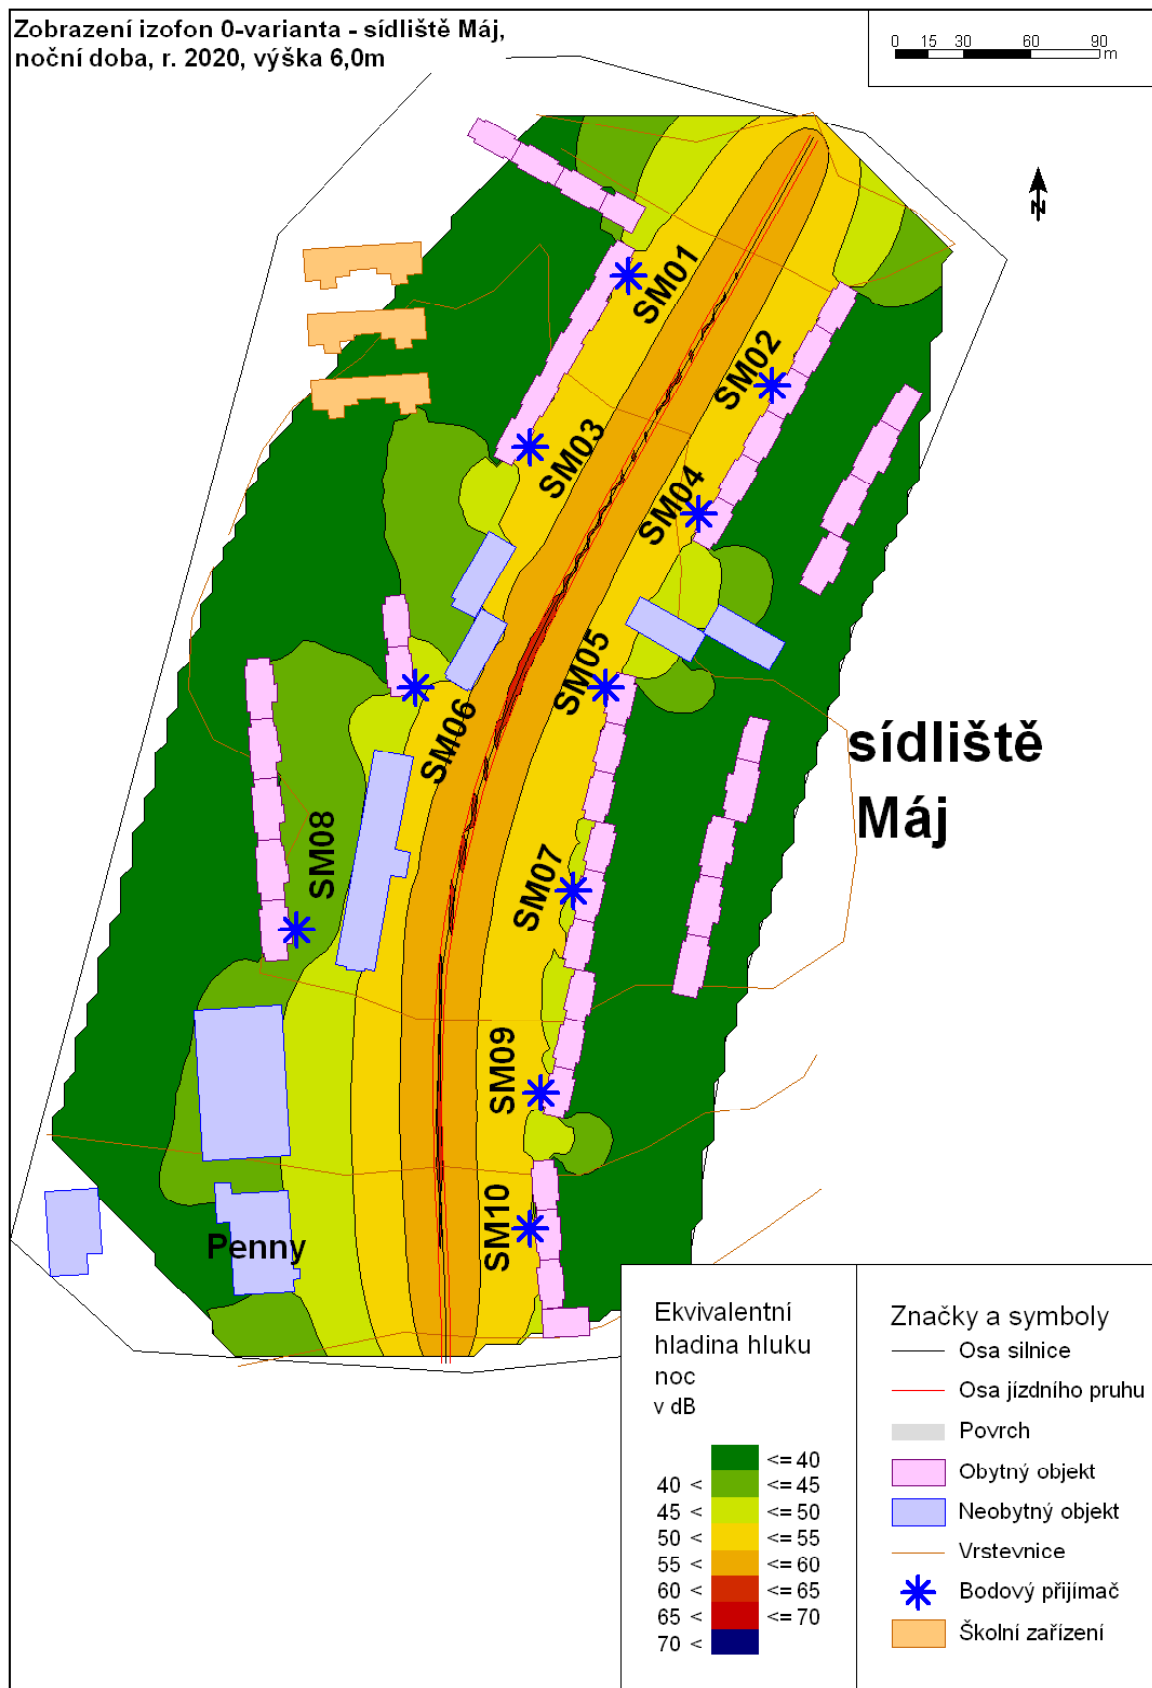 Zobrazení izofon 0-varianta - sídliště Máj,
noční doba, r. 2020, výška 6,0m
0 15 30 60 90
m
N
SM01
SM02
SM03
SM04
SM05
SM06
sídliště
Máj
SM08
SM07
SM09
SM10
Penny
Ekvivalentní
hladina hluku
noc
v dB
<= 40
40 < <= 45
45 < <= 50
50 < <= 55
55 < <= 60
60 < <= 65
65 < <= 70
70 <
Značky a symboly
Osa silnice
Osa jízdního pruhu
Povrch
Obytný objekt
Neobytný objekt
Vrstevnice
Bodový přijímač
Školní zařízení